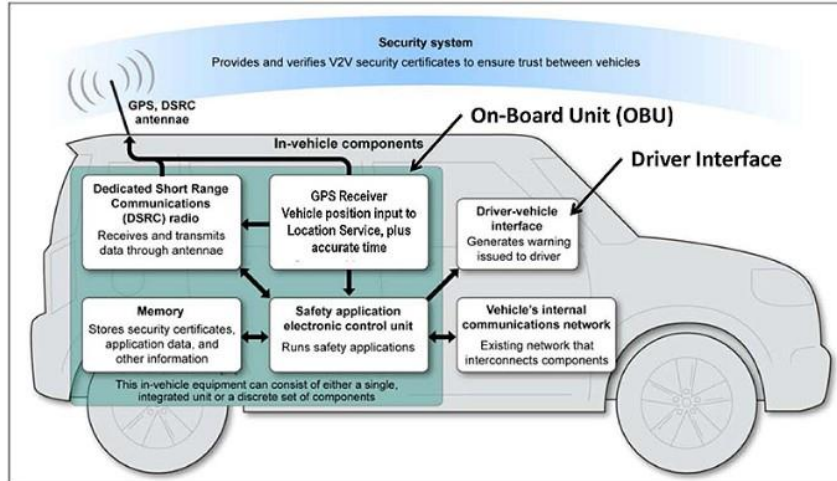 Security system
Provides and verifies V2V security certificates to ensure trust between vehicles
GPS, DSRC
antennae
In-vehicle components
On-Board Unit (OBU)
Driver Interface
Dedicated Short Range
Communications
(DSRC) radio
Receives and transmits
data through antennae
GPS Receiver
Vehicle position input to
Location Service, plus
accurate time
Driver-vehicle
interface
Generates warning
issued to driver
Memory
Stores security certificates,
application data, and
other information
Safety application
electronic control unit
Runs safety applications
Vehicle's internal
communications network
Existing network that
interconnects components
This in-vehicle equipment can consist of either a single,
integrated unit or a discrete set of components